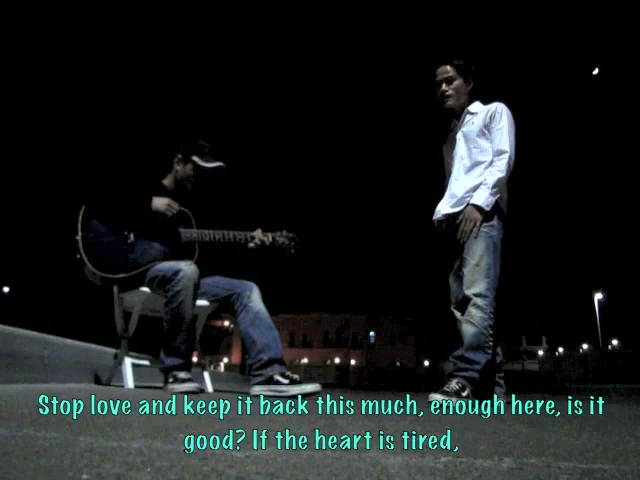 Stop love and keep it back this much, enough here, is it
good? If the heart is tired,